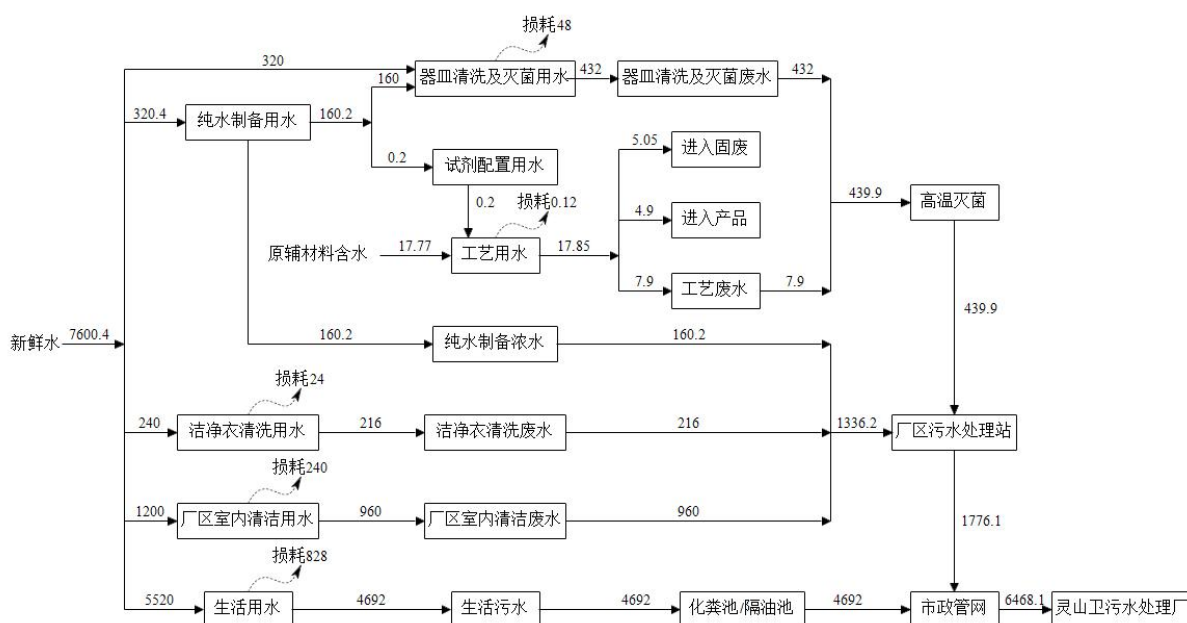 损耗48
320
160
器皿清洗及灭菌用水
432
器皿清洗及灭菌废水
432
320.4
纯水制备用水
160.2
0.2
试剂配置用水
5.05
进入固废
0.2
损耗0.12
4.9
进入产品
439.9
高温灭菌
原辅材料含水
17.77
工艺用水
17.85
7.9
工艺废水
7.9
439.9
新鲜水
7600.4
160.2
纯水制备浓水
160.2
损耗24
240
洁净衣清洗用水
216
洁净衣清洗废水
216
1336.2
厂区污水处理站
损耗240
1200
厂区室内清洁用水
960
厂区室内清洁废水
960
1776.1
损耗828
5520
生活用水
4692
生活污水
4692
化粪池/隔油池
4692
市政管网
6468.1
灵山卫污水处理厂